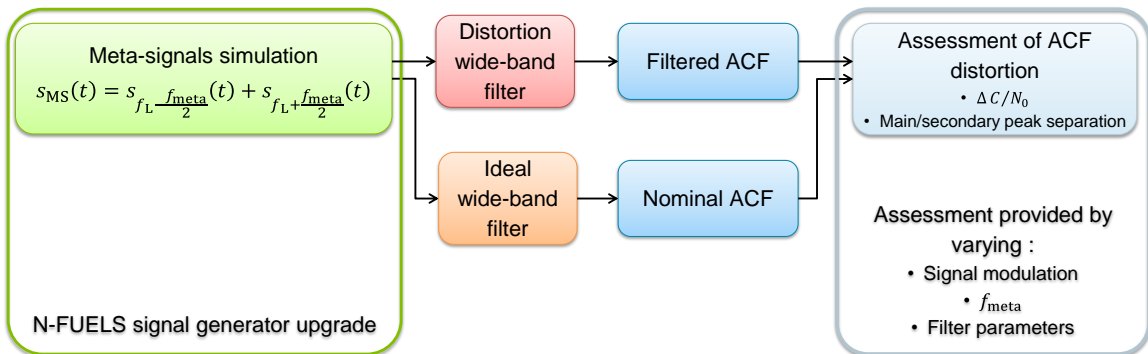 Meta-signals simulation
s_MS(t) = s_{f_L − f_meta/2}(t) + s_{f_L + f_meta/2}(t)
N-FUELS signal generator upgrade
Distortion
wide-band
filter
Filtered ACF
Ideal
wide-band
filter
Nominal ACF
Assessment of ACF
distortion
• Δ C/N₀
• Main/secondary peak separation
Assessment provided by
varying :
• Signal modulation
• f_meta
• Filter parameters